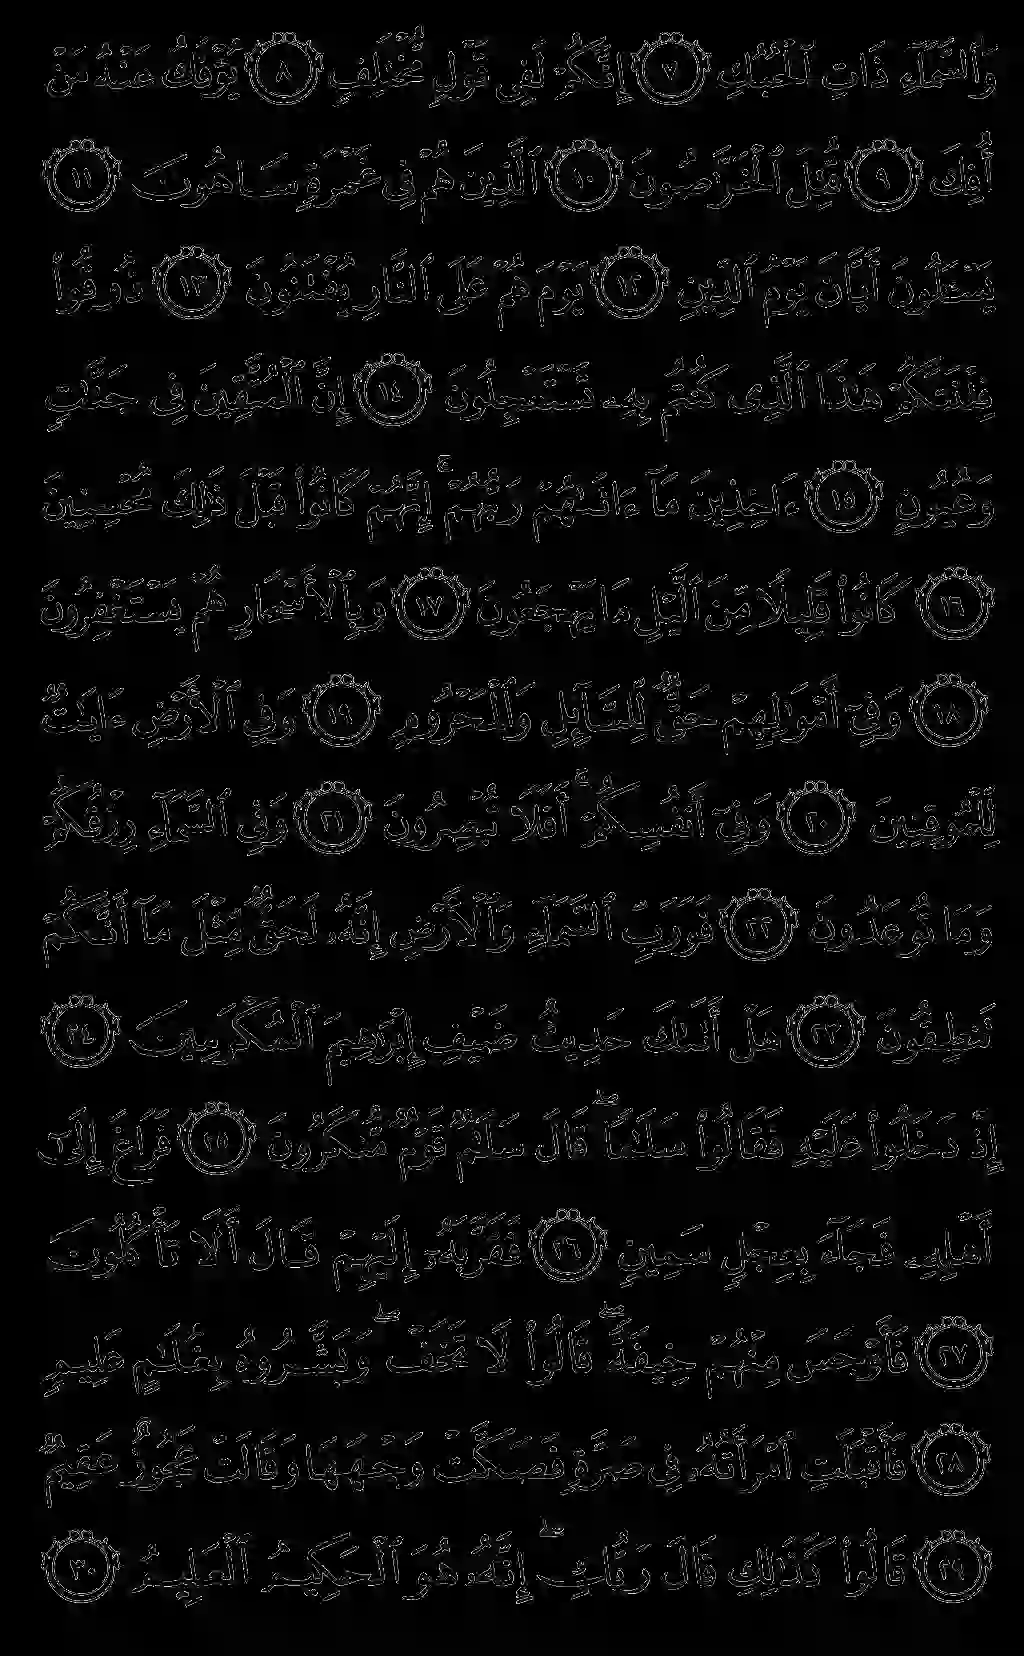 وَٱلسَّمَآءِ ذَاتِ ٱلْحُبُكِ ٧ إِنَّكُمْ لَفِى قَوْلٍ مُّخْتَلِفٍ ٨ يُؤْفَكُ عَنْهُ مَنْ
أُفِكَ ٩ قُتِلَ ٱلْخَرَّٰصُونَ ١٠ ٱلَّذِينَ هُمْ فِى غَمْرَةٍ سَاهُونَ ١١
يَسْـَٔلُونَ أَيَّانَ يَوْمُ ٱلدِّينِ ١٢ يَوْمَ هُمْ عَلَى ٱلنَّارِ يُفْتَنُونَ ١٣ ذُوقُوا۟
فِتْنَتَكُمْ هَٰذَا ٱلَّذِى كُنتُم بِهِۦ تَسْتَعْجِلُونَ ١٤ إِنَّ ٱلْمُتَّقِينَ فِى جَنَّٰتٍ
وَعُيُونٍ ١٥ ءَاخِذِينَ مَآ ءَاتَىٰهُمْ رَبُّهُمْ ۚ إِنَّهُمْ كَانُوا۟ قَبْلَ ذَٰلِكَ مُحْسِنِينَ
١٦ كَانُوا۟ قَلِيلًا مِّنَ ٱلَّيْلِ مَا يَهْجَعُونَ ١٧ وَبِٱلْأَسْحَارِ هُمْ يَسْتَغْفِرُونَ
١٨ وَفِىٓ أَمْوَٰلِهِمْ حَقٌّ لِّلسَّآئِلِ وَٱلْمَحْرُومِ ١٩ وَفِى ٱلْأَرْضِ ءَايَٰتٌ
لِّلْمُوقِنِينَ ٢٠ وَفِىٓ أَنفُسِكُمْ ۚ أَفَلَا تُبْصِرُونَ ٢١ وَفِى ٱلسَّمَآءِ رِزْقُكُمْ
وَمَا تُوعَدُونَ ٢٢ فَوَرَبِّ ٱلسَّمَآءِ وَٱلْأَرْضِ إِنَّهُۥ لَحَقٌّ مِّثْلَ مَآ أَنَّكُمْ
تَنطِقُونَ ٢٣ هَلْ أَتَىٰكَ حَدِيثُ ضَيْفِ إِبْرَٰهِيمَ ٱلْمُكْرَمِينَ ٢٤
إِذْ دَخَلُوا۟ عَلَيْهِ فَقَالُوا۟ سَلَٰمًا ۖ قَالَ سَلَٰمٌ قَوْمٌ مُّنكَرُونَ ٢٥ فَرَاغَ إِلَىٰٓ
أَهْلِهِۦ فَجَآءَ بِعِجْلٍ سَمِينٍ ٢٦ فَقَرَّبَهُۥٓ إِلَيْهِمْ قَالَ أَلَا تَأْكُلُونَ
٢٧ فَأَوْجَسَ مِنْهُمْ خِيفَةً ۖ قَالُوا۟ لَا تَخَفْ ۖ وَبَشَّرُوهُ بِغُلَٰمٍ عَلِيمٍ
٢٨ فَأَقْبَلَتِ ٱمْرَأَتُهُۥ فِى صَرَّةٍ فَصَكَّتْ وَجْهَهَا وَقَالَتْ عَجُوزٌ عَقِيمٌ
٢٩ قَالُوا۟ كَذَٰلِكِ قَالَ رَبُّكِ ۖ إِنَّهُۥ هُوَ ٱلْحَكِيمُ ٱلْعَلِيمُ ٣٠